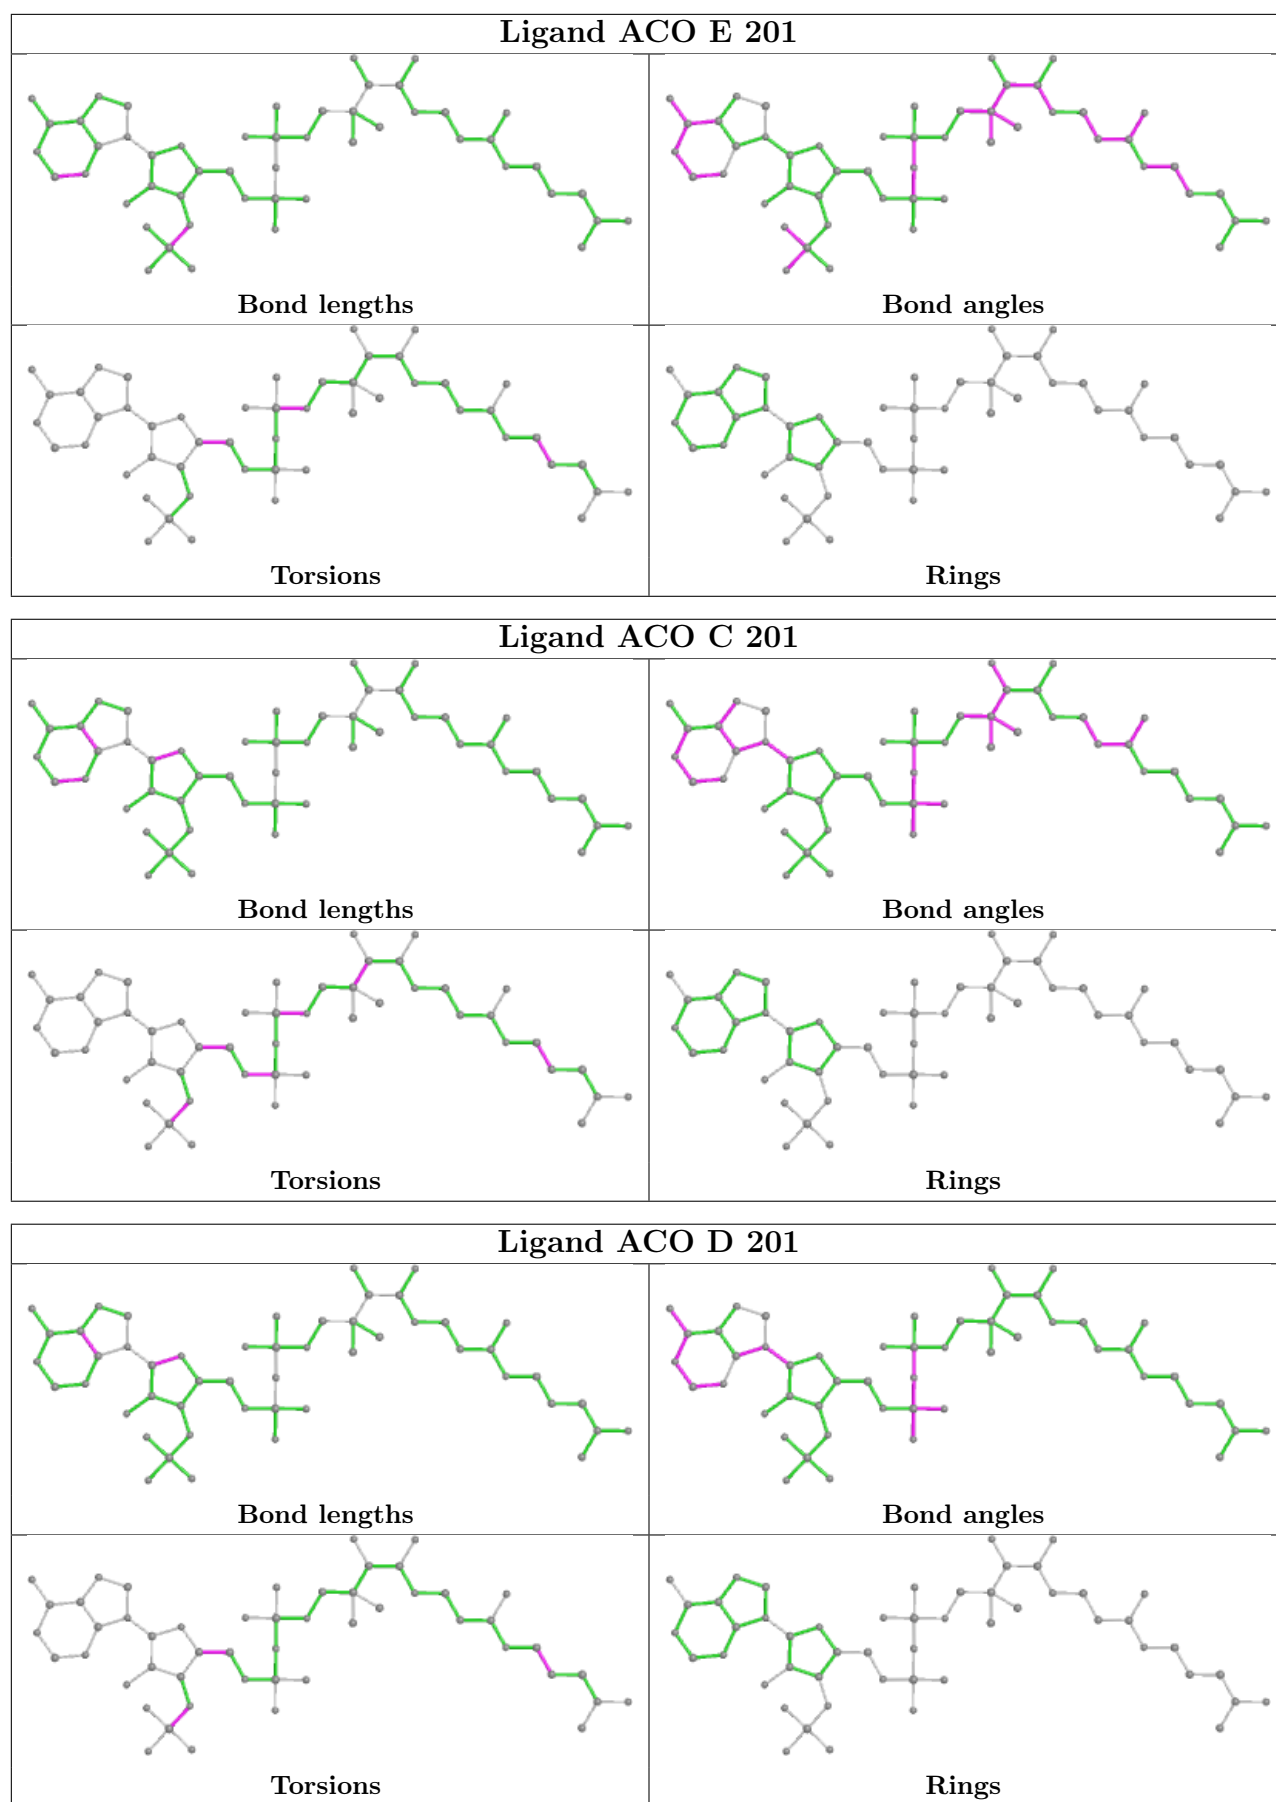 Ligand ACO E 201
Bond lengths
Bond angles
Torsions
Rings
Ligand ACO C 201
Bond lengths
Bond angles
Torsions
Rings
Ligand ACO D 201
Bond lengths
Bond angles
Torsions
Rings